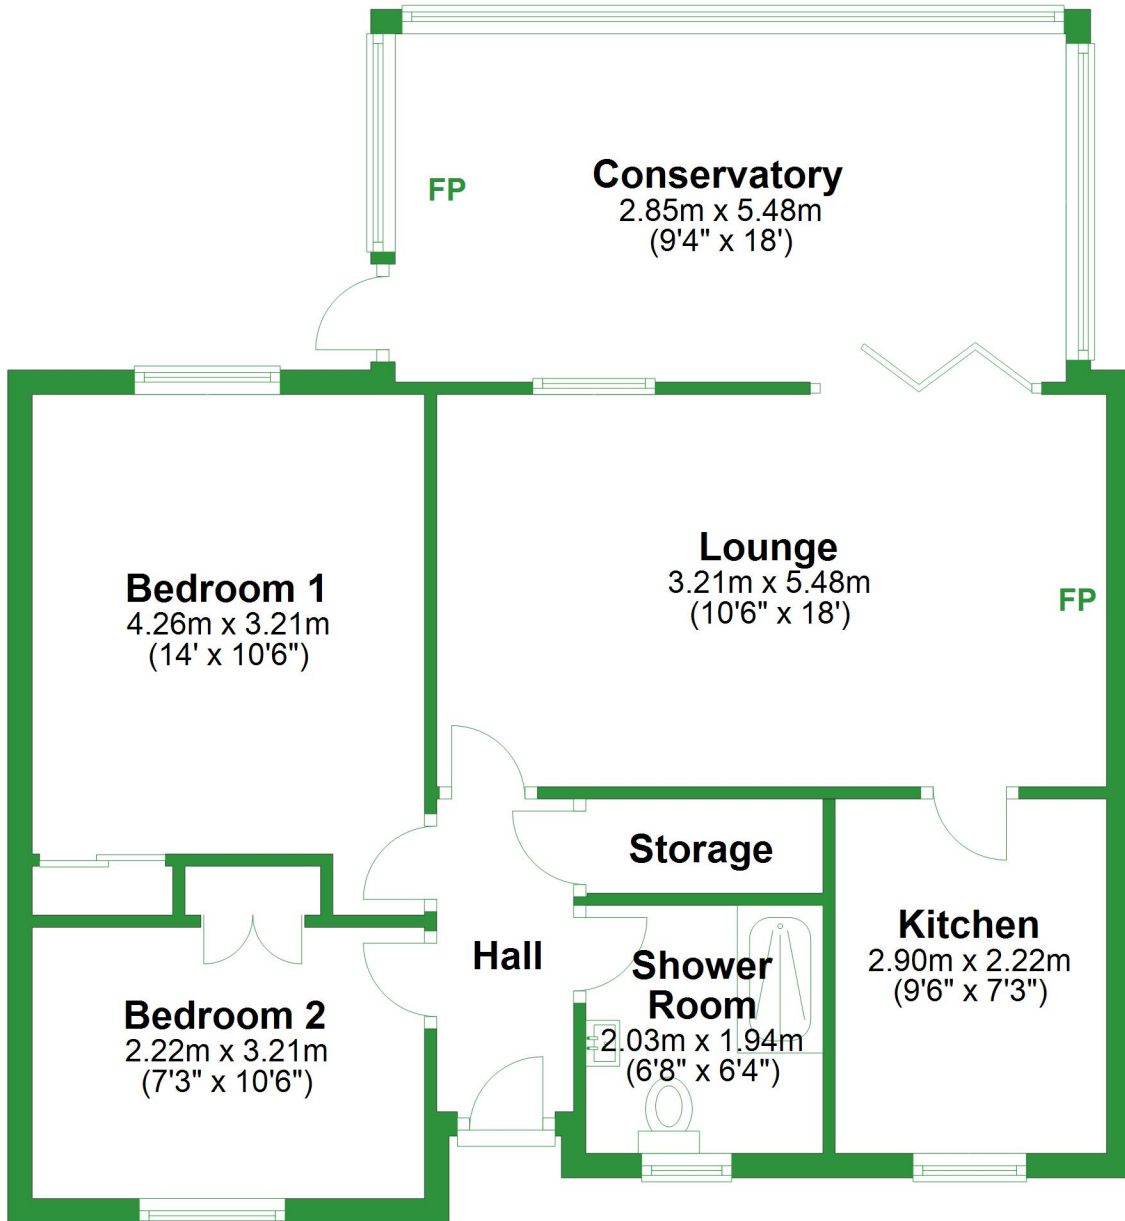 Conservatory
2.85m x 5.48m
(9'4" x 18')
FP
Lounge
3.21m x 5.48m
(10'6" x 18')
FP
Bedroom 1
4.26m x 3.21m
(14' x 10'6")
Storage
Kitchen
2.90m x 2.22m
(9'6" x 7'3")
Hall
Shower
Room
2.03m x 1.94m
(6'8" x 6'4")
Bedroom 2
2.22m x 3.21m
(7'3" x 10'6")